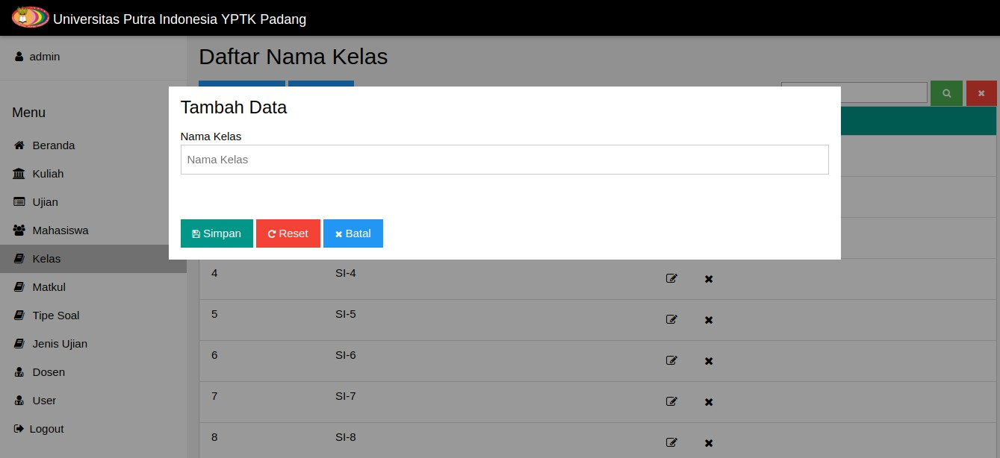 Universitas Putra Indonesia YPTK Padang
admin
Menu
Beranda
Kuliah
Ujian
Mahasiswa
Kelas
Matkul
Tipe Soal
Jenis Ujian
Dosen
User
Logout
Daftar Nama Kelas
Tambah Data
Nama Kelas
Nama Kelas
Simpan Reset Batal
4 SI-4
5 SI-5
6 SI-6
7 SI-7
8 SI-8